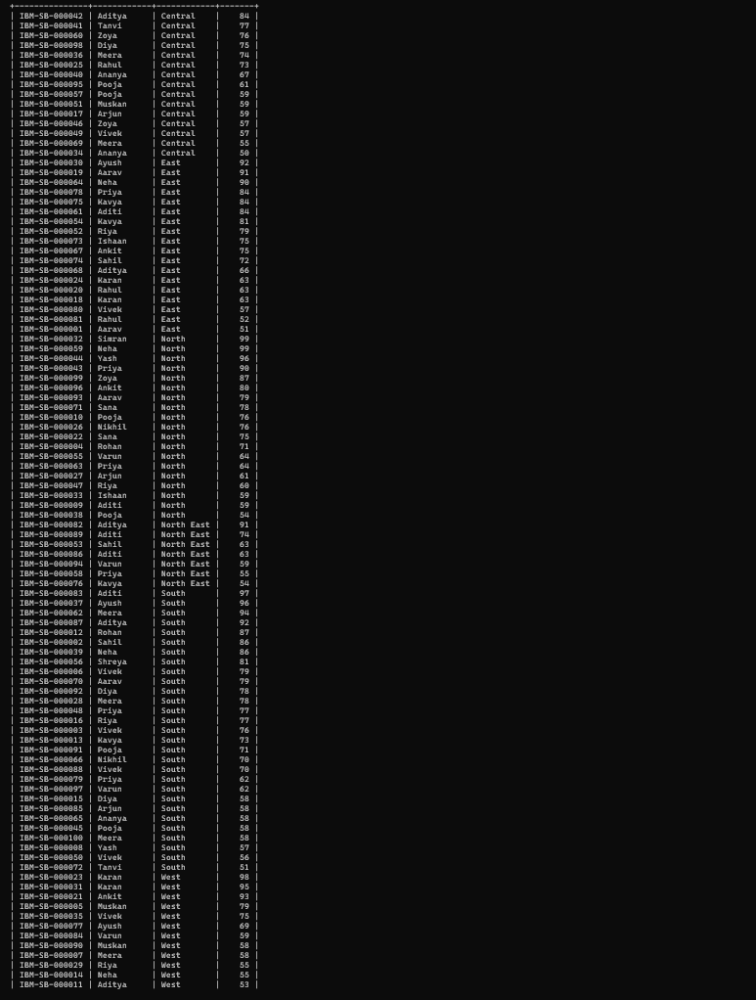 +---------------+------------+------------+-------+
| IBM-SB-000042 | Aditya | Central | 84 |
| IBM-SB-000041 | Tanvi | Central | 77 |
| IBM-SB-000060 | Zoya | Central | 76 |
| IBM-SB-000098 | Diya | Central | 75 |
| IBM-SB-000036 | Meera | Central | 74 |
| IBM-SB-000025 | Rahul | Central | 73 |
| IBM-SB-000040 | Ananya | Central | 67 |
| IBM-SB-000095 | Pooja | Central | 61 |
| IBM-SB-000057 | Pooja | Central | 59 |
| IBM-SB-000051 | Muskan | Central | 59 |
| IBM-SB-000017 | Arjun | Central | 59 |
| IBM-SB-000046 | Zoya | Central | 57 |
| IBM-SB-000049 | Vivek | Central | 57 |
| IBM-SB-000069 | Meera | Central | 55 |
| IBM-SB-000034 | Ananya | Central | 50 |
| IBM-SB-000030 | Ayush | East | 92 |
| IBM-SB-000019 | Aarav | East | 91 |
| IBM-SB-000064 | Neha | East | 90 |
| IBM-SB-000078 | Priya | East | 84 |
| IBM-SB-000075 | Kavya | East | 84 |
| IBM-SB-000061 | Aditi | East | 84 |
| IBM-SB-000054 | Kavya | East | 81 |
| IBM-SB-000052 | Riya | East | 79 |
| IBM-SB-000073 | Ishaan | East | 75 |
| IBM-SB-000067 | Ankit | East | 75 |
| IBM-SB-000074 | Sahil | East | 72 |
| IBM-SB-000068 | Aditya | East | 66 |
| IBM-SB-000024 | Karan | East | 63 |
| IBM-SB-000020 | Rahul | East | 63 |
| IBM-SB-000018 | Karan | East | 63 |
| IBM-SB-000080 | Vivek | East | 57 |
| IBM-SB-000081 | Rahul | East | 52 |
| IBM-SB-000001 | Aarav | East | 51 |
| IBM-SB-000032 | Simran | North | 99 |
| IBM-SB-000059 | Neha | North | 99 |
| IBM-SB-000044 | Yash | North | 96 |
| IBM-SB-000043 | Priya | North | 90 |
| IBM-SB-000099 | Zoya | North | 87 |
| IBM-SB-000096 | Ankit | North | 80 |
| IBM-SB-000093 | Aarav | North | 79 |
| IBM-SB-000071 | Sana | North | 78 |
| IBM-SB-000010 | Pooja | North | 76 |
| IBM-SB-000026 | Nikhil | North | 76 |
| IBM-SB-000022 | Sana | North | 75 |
| IBM-SB-000004 | Rohan | North | 71 |
| IBM-SB-000055 | Varun | North | 64 |
| IBM-SB-000063 | Priya | North | 64 |
| IBM-SB-000027 | Arjun | North | 61 |
| IBM-SB-000047 | Riya | North | 60 |
| IBM-SB-000033 | Ishaan | North | 59 |
| IBM-SB-000009 | Aditi | North | 59 |
| IBM-SB-000038 | Pooja | North | 54 |
| IBM-SB-000082 | Aditya | North East | 91 |
| IBM-SB-000089 | Aditi | North East | 74 |
| IBM-SB-000053 | Sahil | North East | 63 |
| IBM-SB-000086 | Aditi | North East | 63 |
| IBM-SB-000094 | Varun | North East | 59 |
| IBM-SB-000058 | Priya | North East | 55 |
| IBM-SB-000076 | Kavya | North East | 54 |
| IBM-SB-000083 | Aditi | South | 97 |
| IBM-SB-000037 | Ayush | South | 96 |
| IBM-SB-000062 | Meera | South | 94 |
| IBM-SB-000087 | Aditya | South | 92 |
| IBM-SB-000012 | Rohan | South | 87 |
| IBM-SB-000002 | Sahil | South | 86 |
| IBM-SB-000039 | Neha | South | 86 |
| IBM-SB-000056 | Shreya | South | 81 |
| IBM-SB-000006 | Vivek | South | 79 |
| IBM-SB-000070 | Aarav | South | 79 |
| IBM-SB-000092 | Diya | South | 78 |
| IBM-SB-000028 | Meera | South | 78 |
| IBM-SB-000048 | Priya | South | 77 |
| IBM-SB-000016 | Riya | South | 77 |
| IBM-SB-000003 | Vivek | South | 76 |
| IBM-SB-000013 | Kavya | South | 73 |
| IBM-SB-000091 | Pooja | South | 71 |
| IBM-SB-000066 | Nikhil | South | 70 |
| IBM-SB-000088 | Vivek | South | 70 |
| IBM-SB-000079 | Priya | South | 62 |
| IBM-SB-000097 | Varun | South | 62 |
| IBM-SB-000015 | Diya | South | 58 |
| IBM-SB-000085 | Arjun | South | 58 |
| IBM-SB-000065 | Ananya | South | 58 |
| IBM-SB-000045 | Pooja | South | 58 |
| IBM-SB-000100 | Meera | South | 58 |
| IBM-SB-000008 | Yash | South | 57 |
| IBM-SB-000050 | Vivek | South | 56 |
| IBM-SB-000072 | Tanvi | South | 51 |
| IBM-SB-000023 | Karan | West | 98 |
| IBM-SB-000031 | Karan | West | 95 |
| IBM-SB-000021 | Ankit | West | 93 |
| IBM-SB-000005 | Muskan | West | 79 |
| IBM-SB-000035 | Vivek | West | 75 |
| IBM-SB-000077 | Ayush | West | 69 |
| IBM-SB-000084 | Varun | West | 59 |
| IBM-SB-000090 | Muskan | West | 58 |
| IBM-SB-000007 | Meera | West | 58 |
| IBM-SB-000029 | Riya | West | 55 |
| IBM-SB-000014 | Neha | West | 55 |
| IBM-SB-000011 | Aditya | West | 53 |